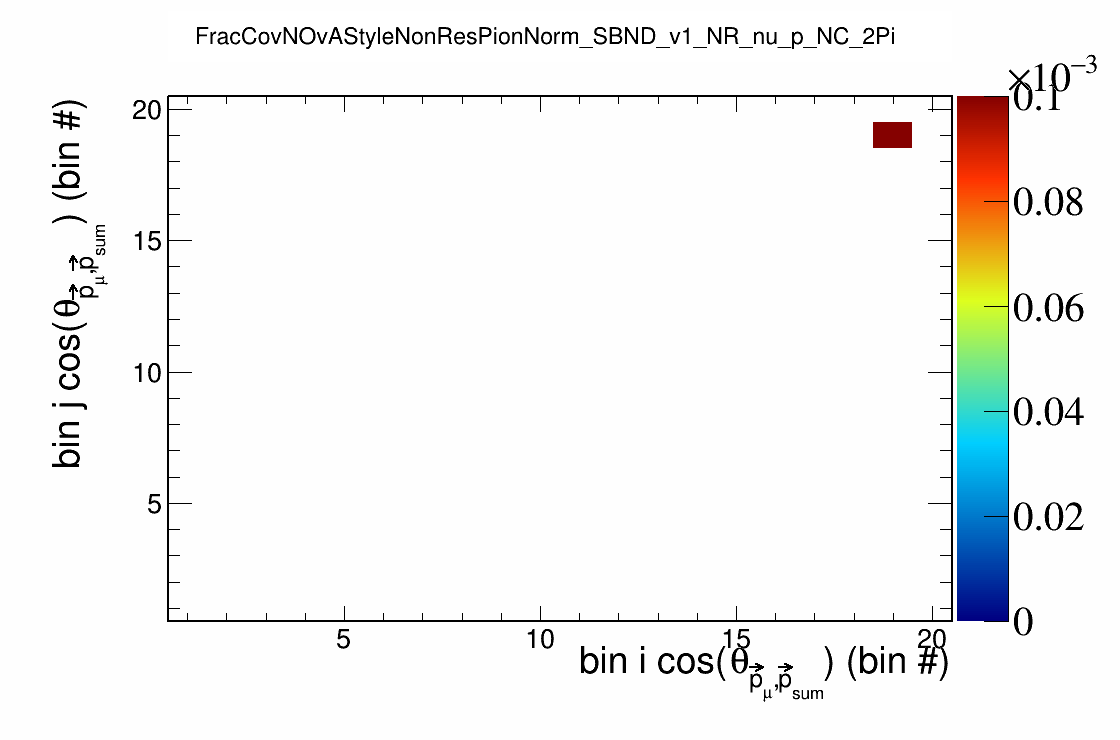 FracCovNOvAStyleNonResPionNorm_SBND_v1_NR_nu_p_NC_2Pi
×10⁻³
0.1
0.08
0.06
0.04
0.02
0
20
15
10
5
bin j cos(θ_{p⃗_μ,p⃗_sum}) (bin #)
5 10 15 20
bin i cos(θ_{p⃗_μ,p⃗_sum}) (bin #)